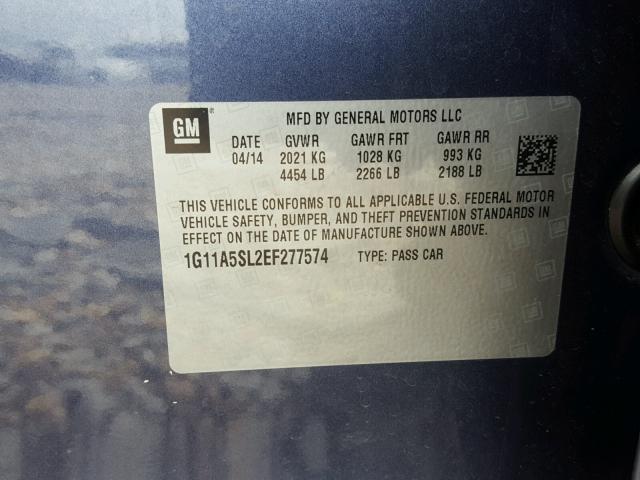 GM
MFD BY GENERAL MOTORS LLC
DATE GVWR GAWR FRT GAWR RR
04/14 2021 KG 1028 KG 993 KG
4454 LB 2266 LB 2188 LB
THIS VEHICLE CONFORMS TO ALL APPLICABLE U.S. FEDERAL MOTOR
VEHICLE SAFETY, BUMPER, AND THEFT PREVENTION STANDARDS IN
EFFECT ON THE DATE OF MANUFACTURE SHOWN ABOVE.
1G11A5SL2EF277574 TYPE: PASS CAR